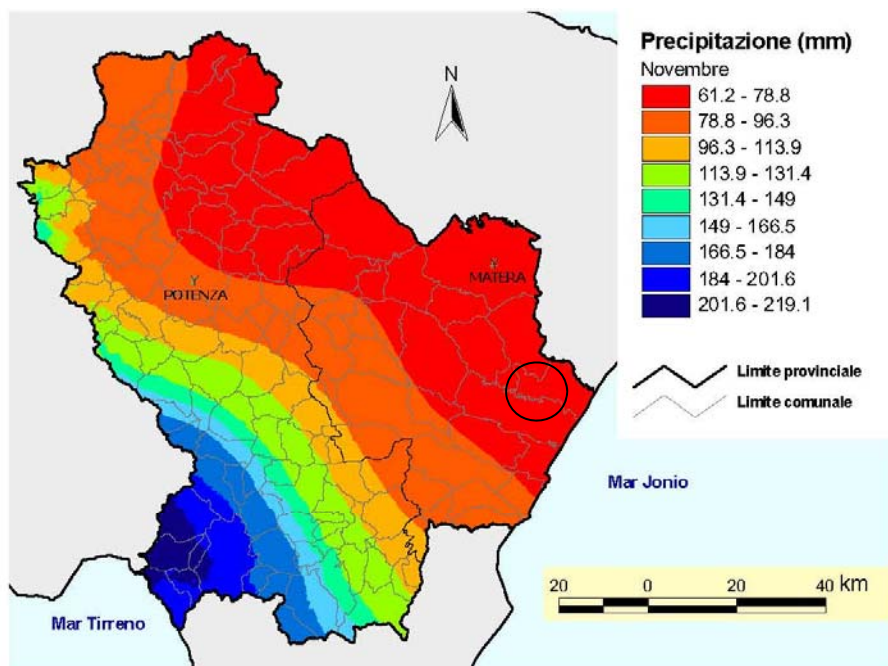 Precipitazione (mm)
Novembre
61.2 - 78.8
78.8 - 96.3
96.3 - 113.9
113.9 - 131.4
131.4 - 149
149 - 166.5
166.5 - 184
184 - 201.6
201.6 - 219.1
Limite provinciale
Limite comunale
N
POTENZA
MATERA
Mar Jonio
Mar Tirreno
20 0 20 40 km